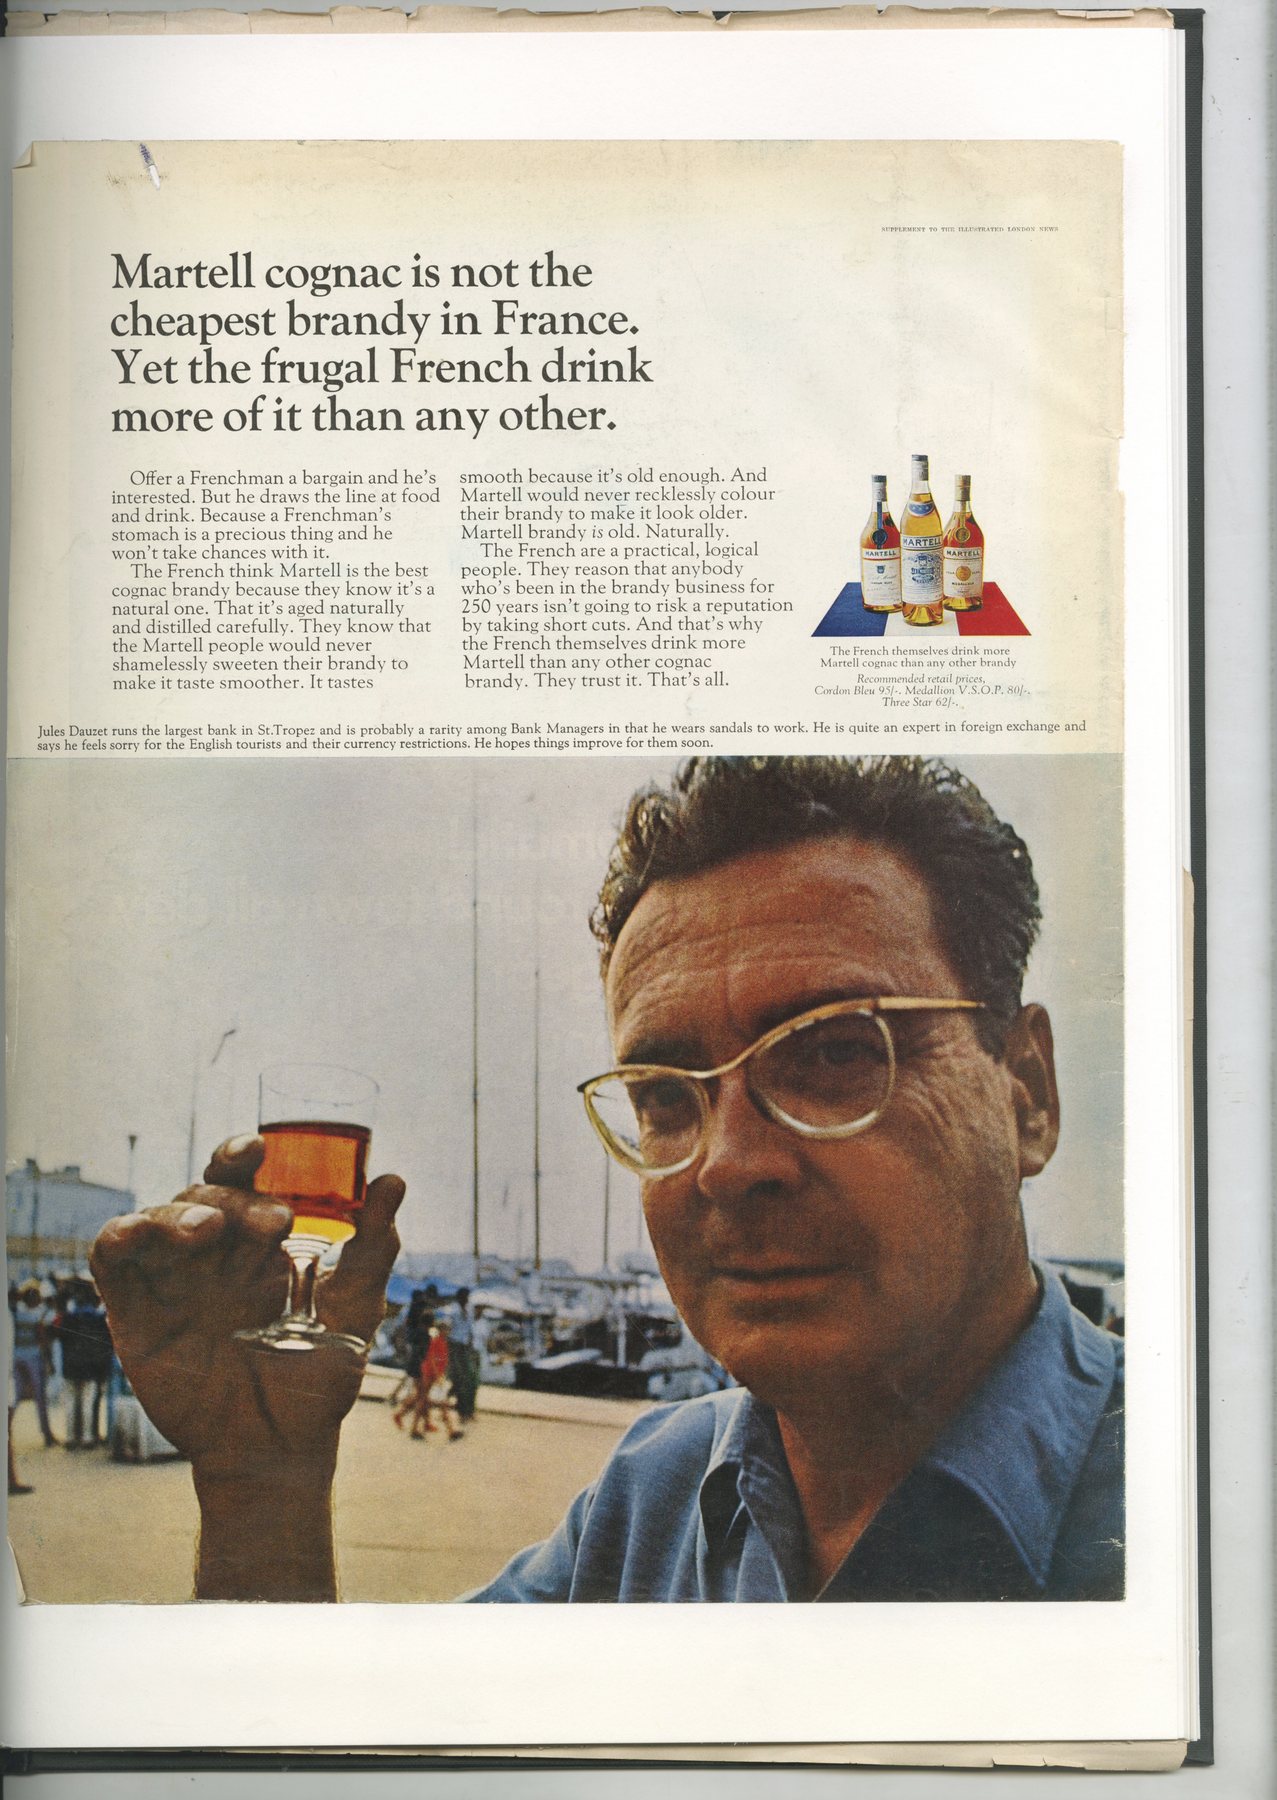 SUPPLEMENT TO THE ILLUSTRATED LONDON NEWS
Martell cognac is not the
cheapest brandy in France.
Yet the frugal French drink
more of it than any other.
Offer a Frenchman a bargain and he's
interested. But he draws the line at food
and drink. Because a Frenchman's
stomach is a precious thing and he
won't take chances with it.
The French think Martell is the best
cognac brandy because they know it's a
natural one. That it's aged naturally
and distilled carefully. They know that
the Martell people would never
shamelessly sweeten their brandy to
make it taste smoother. It tastes
smooth because it's old enough. And
Martell would never recklessly colour
their brandy to make it look older.
Martell brandy is old. Naturally.
The French are a practical, logical
people. They reason that anybody
who's been in the brandy business for
250 years isn't going to risk a reputation
by taking short cuts. And that's why
the French themselves drink more
Martell than any other cognac
brandy. They trust it. That's all.
MARTELL
MARTELL
MARTELL
The French themselves drink more
Martell cognac than any other brandy
Recommended retail prices,
Cordon Bleu 95/-. Medallion V.S.O.P. 80/-.
Three Star 62/-.
Jules Dauzet runs the largest bank in St.Tropez and is probably a rarity among Bank Managers in that he wears sandals to work. He is quite an expert in foreign exchange and
says he feels sorry for the English tourists and their currency restrictions. He hopes things improve for them soon.